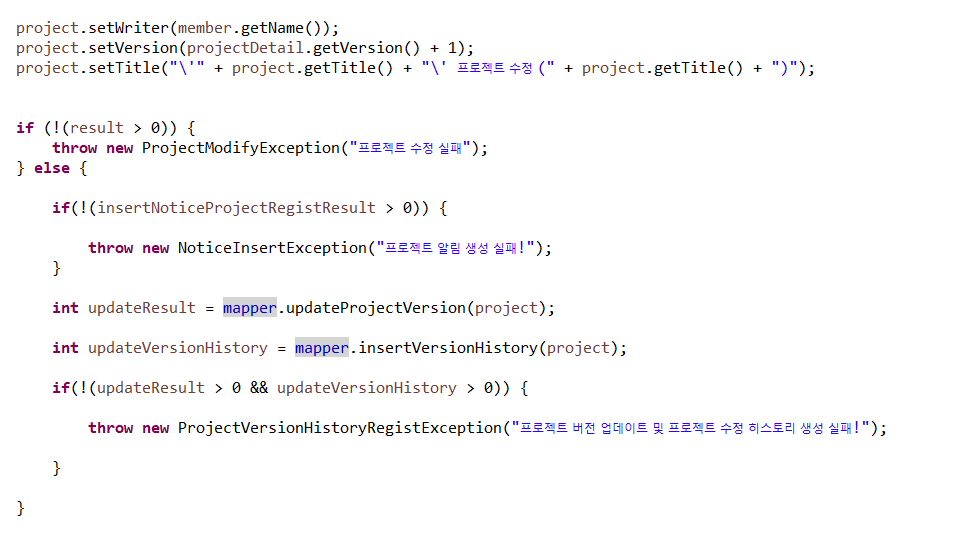 project.setWriter(member.getName());
project.setVersion(projectDetail.getVersion() + 1);
project.setTitle("\'" + project.getTitle() + "\' 프로젝트 수정 (" + project.getTitle() + ")");
if (!(result > 0)) {
throw new ProjectModifyException("프로젝트 수정 실패");
} else {
if(!(insertNoticeProjectRegistResult > 0)) {
throw new NoticeInsertException("프로젝트 알림 생성 실패!");
}
int updateResult = mapper.updateProjectVersion(project);
int updateVersionHistory = mapper.insertVersionHistory(project);
if(!(updateResult > 0 && updateVersionHistory > 0)) {
throw new ProjectVersionHistoryRegistException("프로젝트 버전 업데이트 및 프로젝트 수정 히스토리 생성 실패!");
}
}